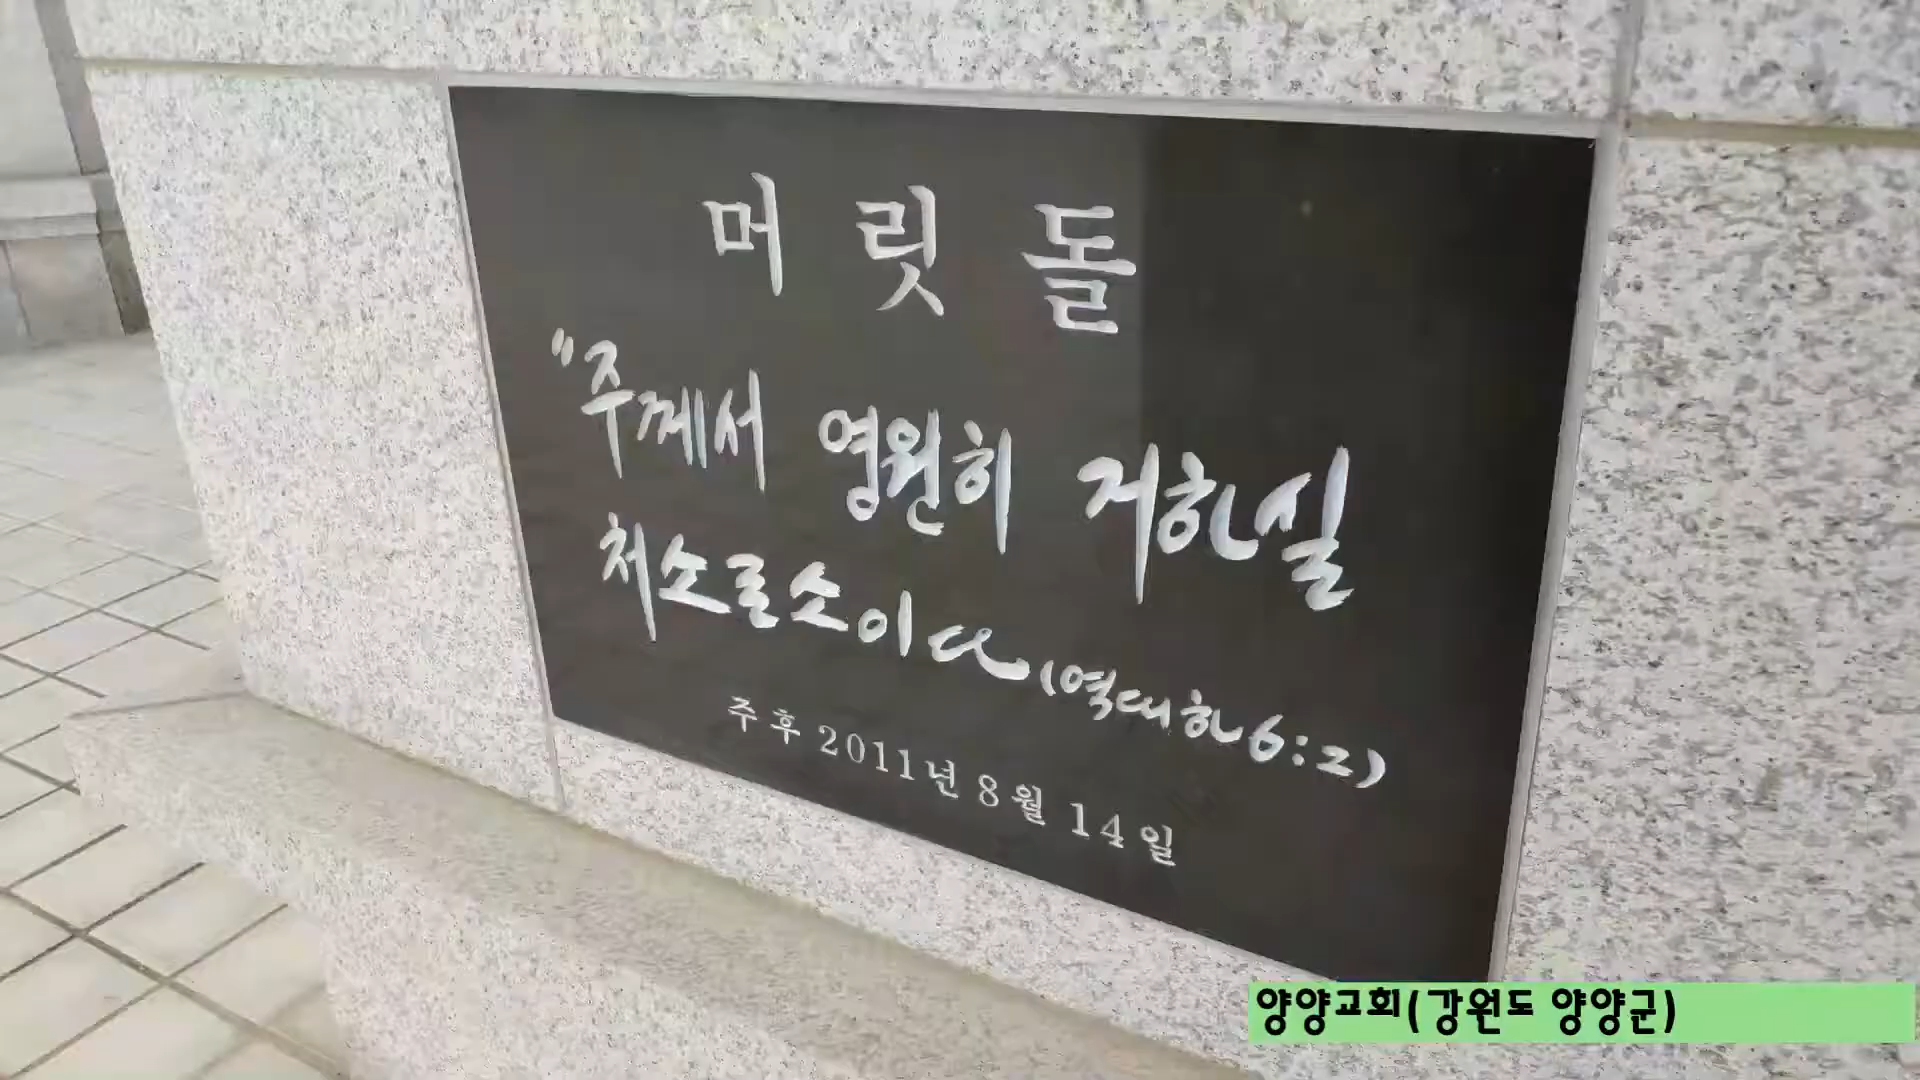 머릿돌
"주께서 영원히 거하실
처소로소이다(역대하6:2)
주후 2011년 8월 14일
양양교회(강원도 양양군)